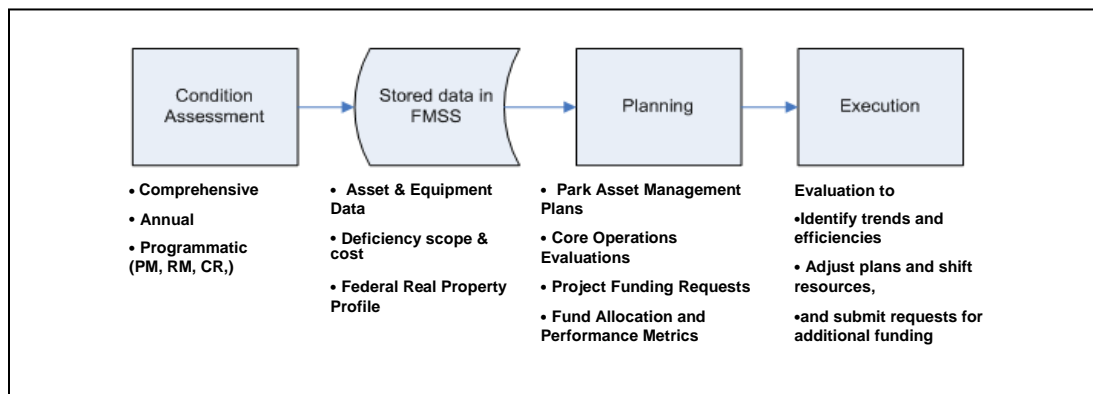 Condition
Assessment
Stored data in
FMSS
Planning
Execution
• Comprehensive
• Annual
• Programmatic
(PM, RM, CR,)
• Asset & Equipment
Data
• Deficiency scope &
cost
• Federal Real Property
Profile
• Park Asset Management
Plans
• Core Operations
Evaluations
• Project Funding Requests
• Fund Allocation and
Performance Metrics
Evaluation to
•Identify trends and
efficiencies
• Adjust plans and shift
resources,
•and submit requests for
additional funding